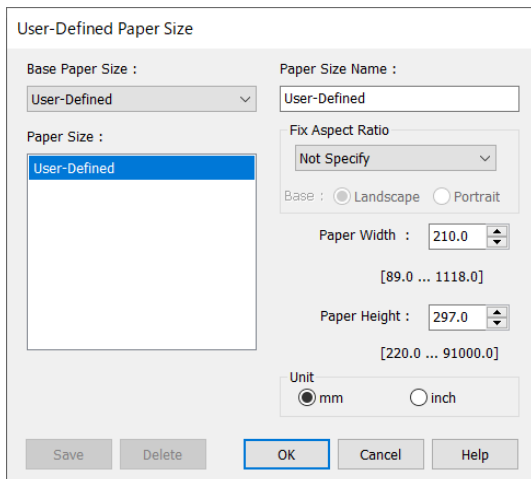 User-Defined Paper Size
Base Paper Size :
User-Defined
Paper Size :
User-Defined
Paper Size Name :
User-Defined
Fix Aspect Ratio
Not Specify
Base : Landscape Portrait
Paper Width : 210.0
[89.0 ... 1118.0]
Paper Height : 297.0
[220.0 ... 91000.0]
Unit
mm inch
Save Delete OK Cancel Help